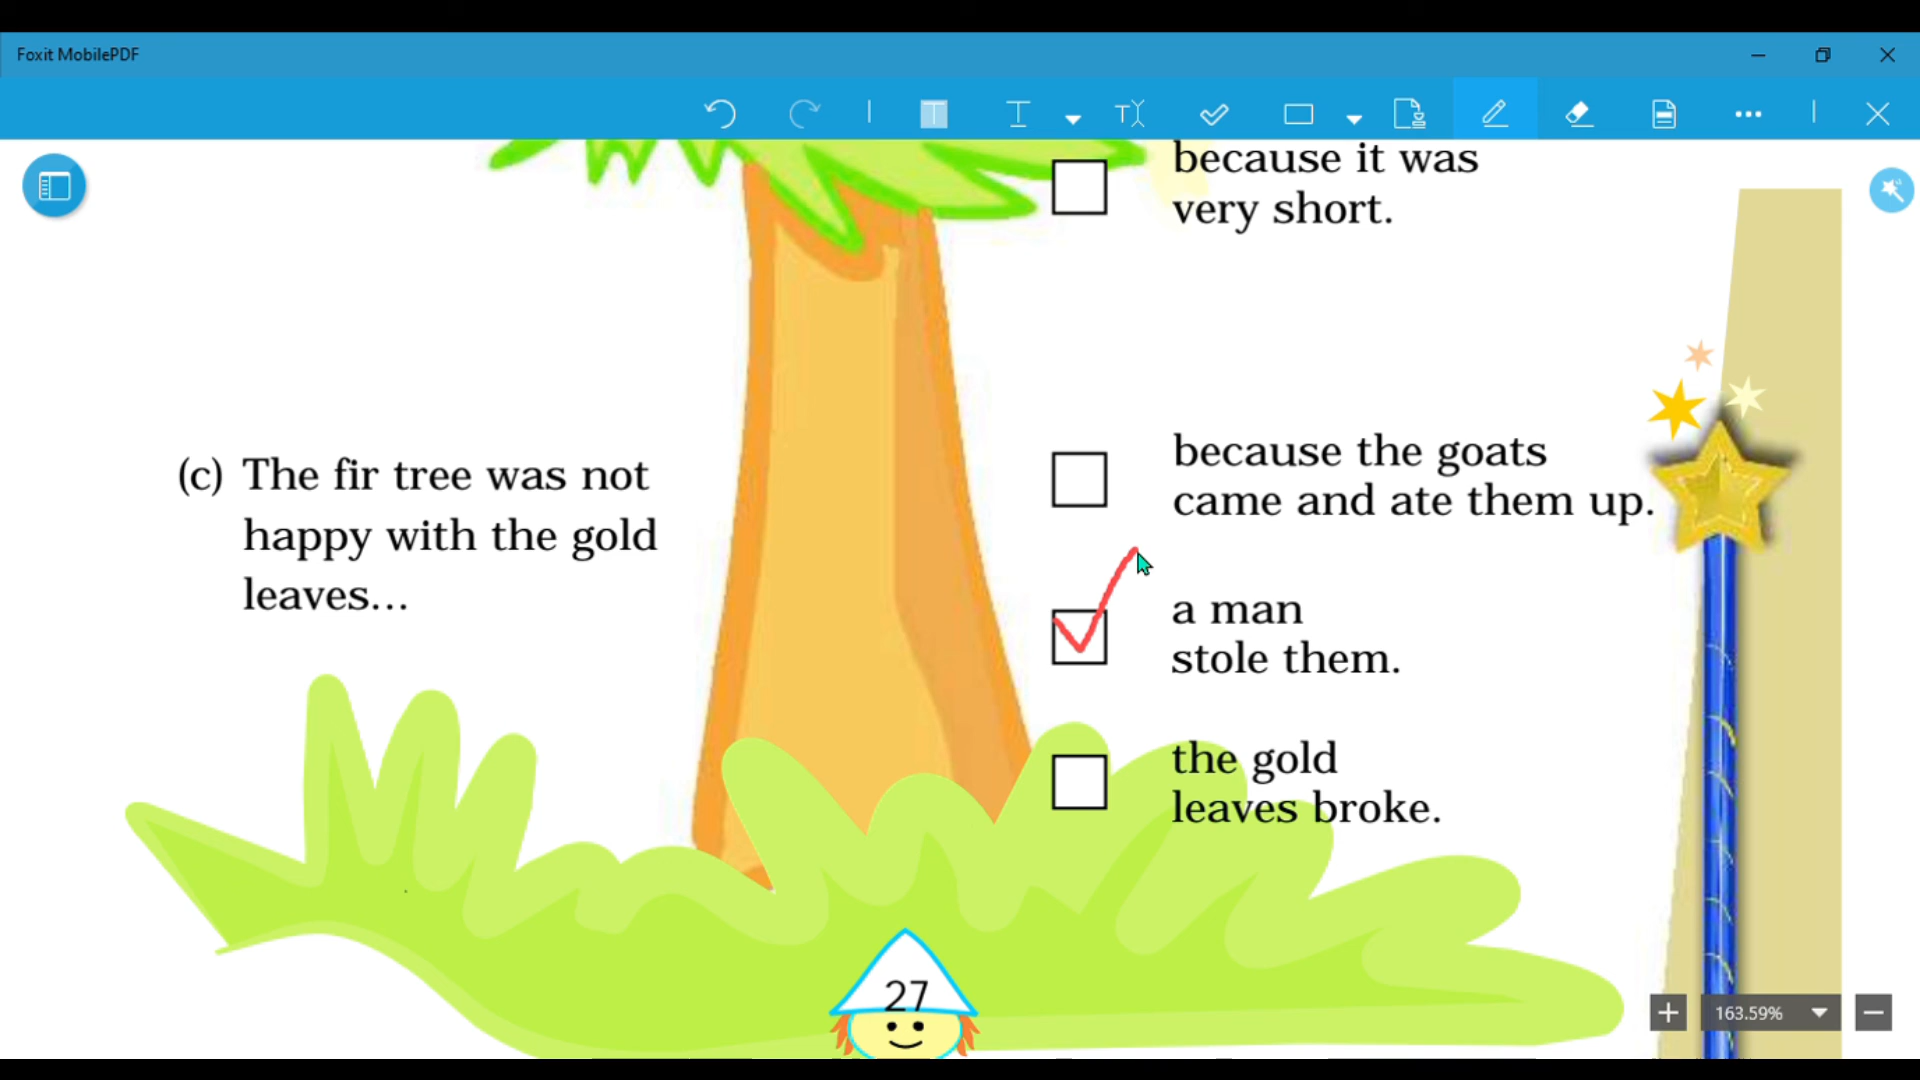 Foxit MobilePDF
because it was
very short.
(c) The fir tree was not
happy with the gold
leaves...
because the goats
came and ate them up.
a man
stole them.
the gold
leaves broke.
27
163.59%